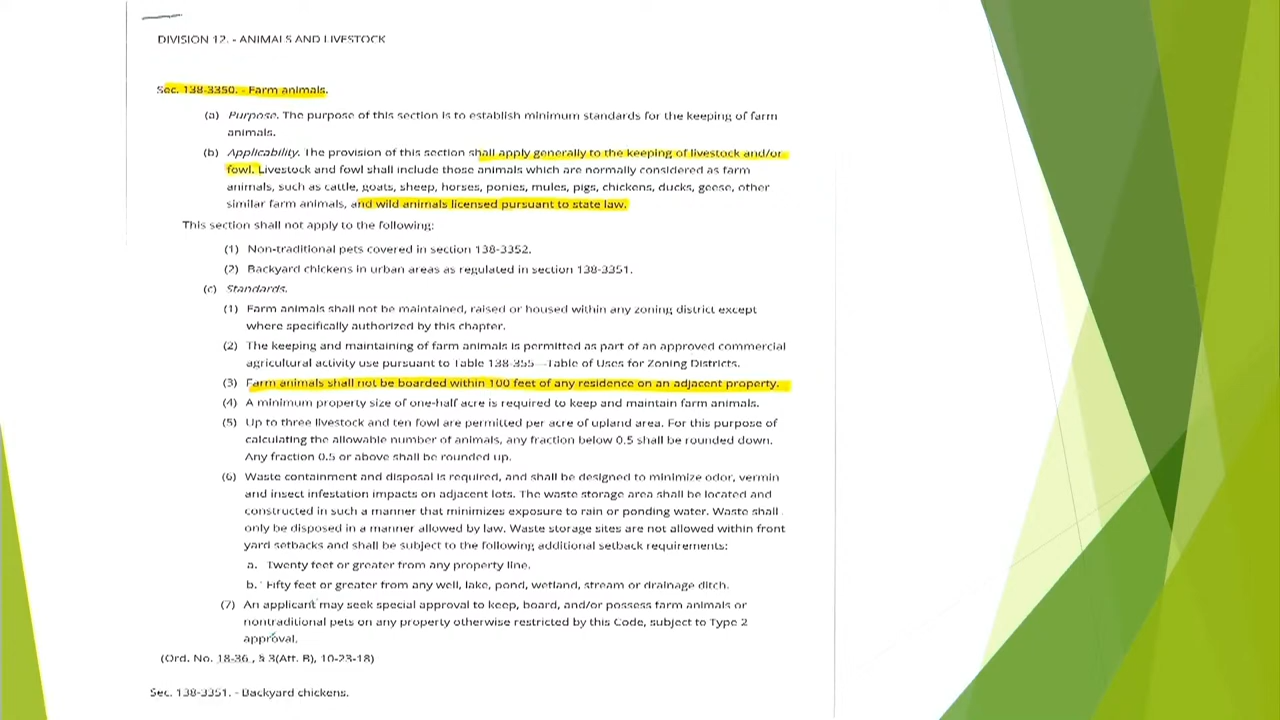 DIVISION 12. - ANIMALS AND LIVESTOCK
Sec. 138-3350. - Farm animals.
(a) Purpose. The purpose of this section is to establish minimum standards for the keeping of farm
animals.
(b) Applicability. The provision of this section shall apply generally to the keeping of livestock and/or
fowl. Livestock and fowl shall include those animals which are normally considered as farm
animals, such as cattle, goats, sheep, horses, ponies, mules, pigs, chickens, ducks, geese, other
similar farm animals, and wild animals licensed pursuant to state law.
This section shall not apply to the following:
(1) Non-traditional pets covered in section 138-3352.
(2) Backyard chickens in urban areas as regulated in section 138-3351.
(c) Standards.
(1) Farm animals shall not be maintained, raised or housed within any zoning district except
where specifically authorized by this chapter.
(2) The keeping and maintaining of farm animals is permitted as part of an approved commercial
agricultural activity use pursuant to Table 138-355—Table of Uses for Zoning Districts.
(3) Farm animals shall not be boarded within 100 feet of any residence on an adjacent property.
(4) A minimum property size of one-half acre is required to keep and maintain farm animals.
(5) Up to three livestock and ten fowl are permitted per acre of upland area. For this purpose of
calculating the allowable number of animals, any fraction below 0.5 shall be rounded down.
Any fraction 0.5 or above shall be rounded up.
(6) Waste containment and disposal is required, and shall be designed to minimize odor, vermin
and insect infestation impacts on adjacent lots. The waste storage area shall be located and
constructed in such a manner that minimizes exposure to rain or ponding water. Waste shall
only be disposed in a manner allowed by law. Waste storage sites are not allowed within front
yard setbacks and shall be subject to the following additional setback requirements:
a. Twenty feet or greater from any property line.
b. Fifty feet or greater from any well, lake, pond, wetland, stream or drainage ditch.
(7) An applicant may seek special approval to keep, board, and/or possess farm animals or
nontraditional pets on any property otherwise restricted by this Code, subject to Type 2
approval.
(Ord. No. 18-36, § 3(Att. B), 10-23-18)
Sec. 138-3351. - Backyard chickens.